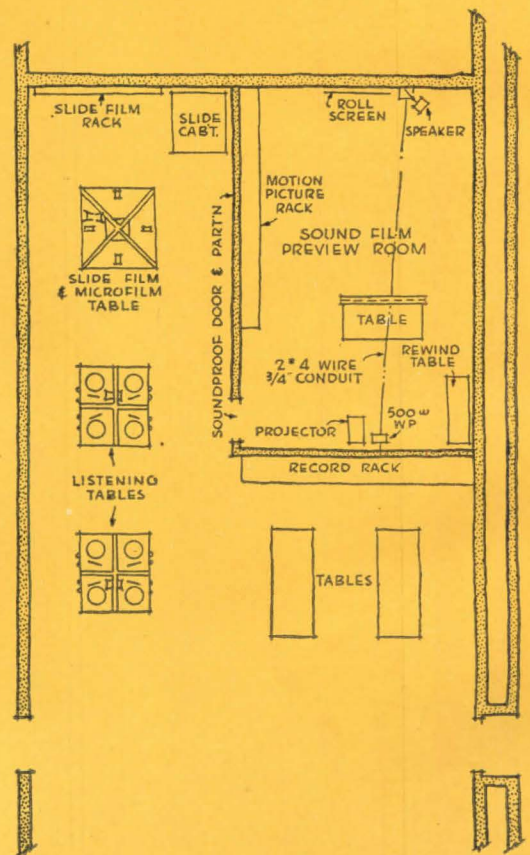 SLIDE FILM
RACK
SLIDE
CAB'T.
ROLL
SCREEN
SPEAKER
MOTION
PICTURE
RACK
SOUND FILM
PREVIEW ROOM
SLIDE FILM
& MICROFILM
TABLE
SOUNDPROOF DOOR & PART'N
TABLE
2 # 4 WIRE
3/4" CONDUIT
REWIND
TABLE
500 W
WP
PROJECTOR
RECORD RACK
LISTENING
TABLES
TABLES